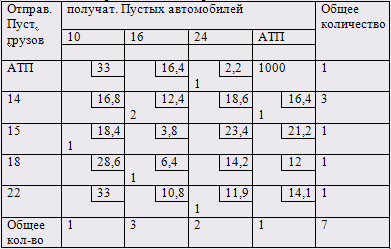 Отправ. Пуст., грузов получат. Пустых автомобилей Общее количество
10 16 24 АТП
АТП 33 16,4 2,2 1 1000 1
14 16,8 12,4 2 18,6 16,4 1 3
15 18,4 1 3,8 23,4 21,2 1
18 28,6 6,4 1 14,2 12 1
22 33 10,8 11,9 1 14,1 1
Общее кол-во 1 3 2 1 7